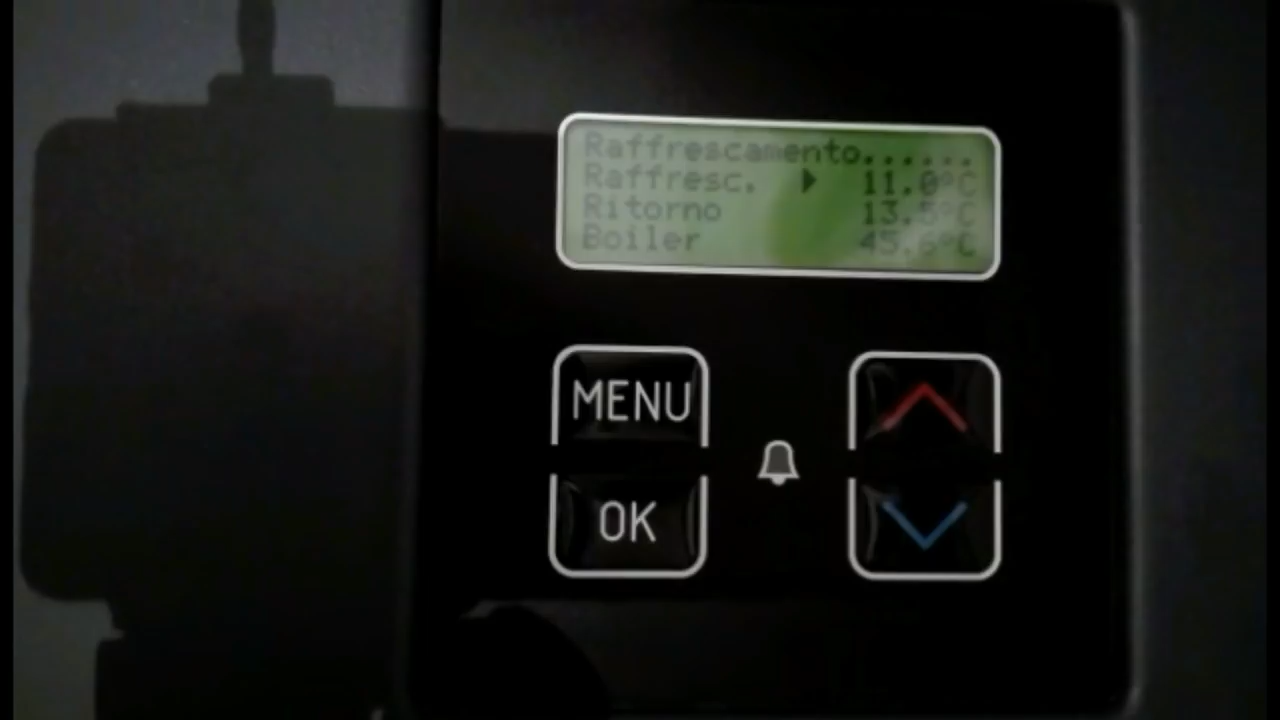 Raffrescamento......
Raffresc. ▶ 11.0°C
Ritorno 13.5°C
Boiler 45.6°C
MENU
OK